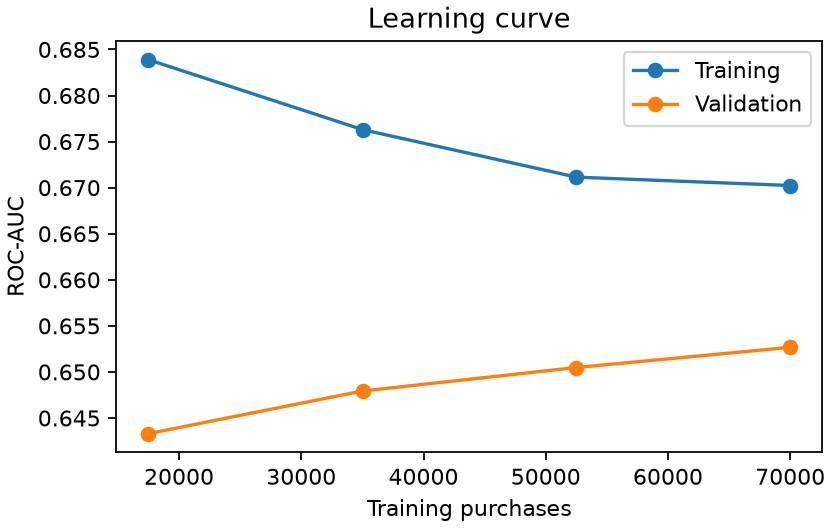 Learning curve
0.685
0.680
0.675
0.670
0.665
0.660
0.655
0.650
0.645
ROC-AUC
Training
Validation
20000 30000 40000 50000 60000 70000
Training purchases